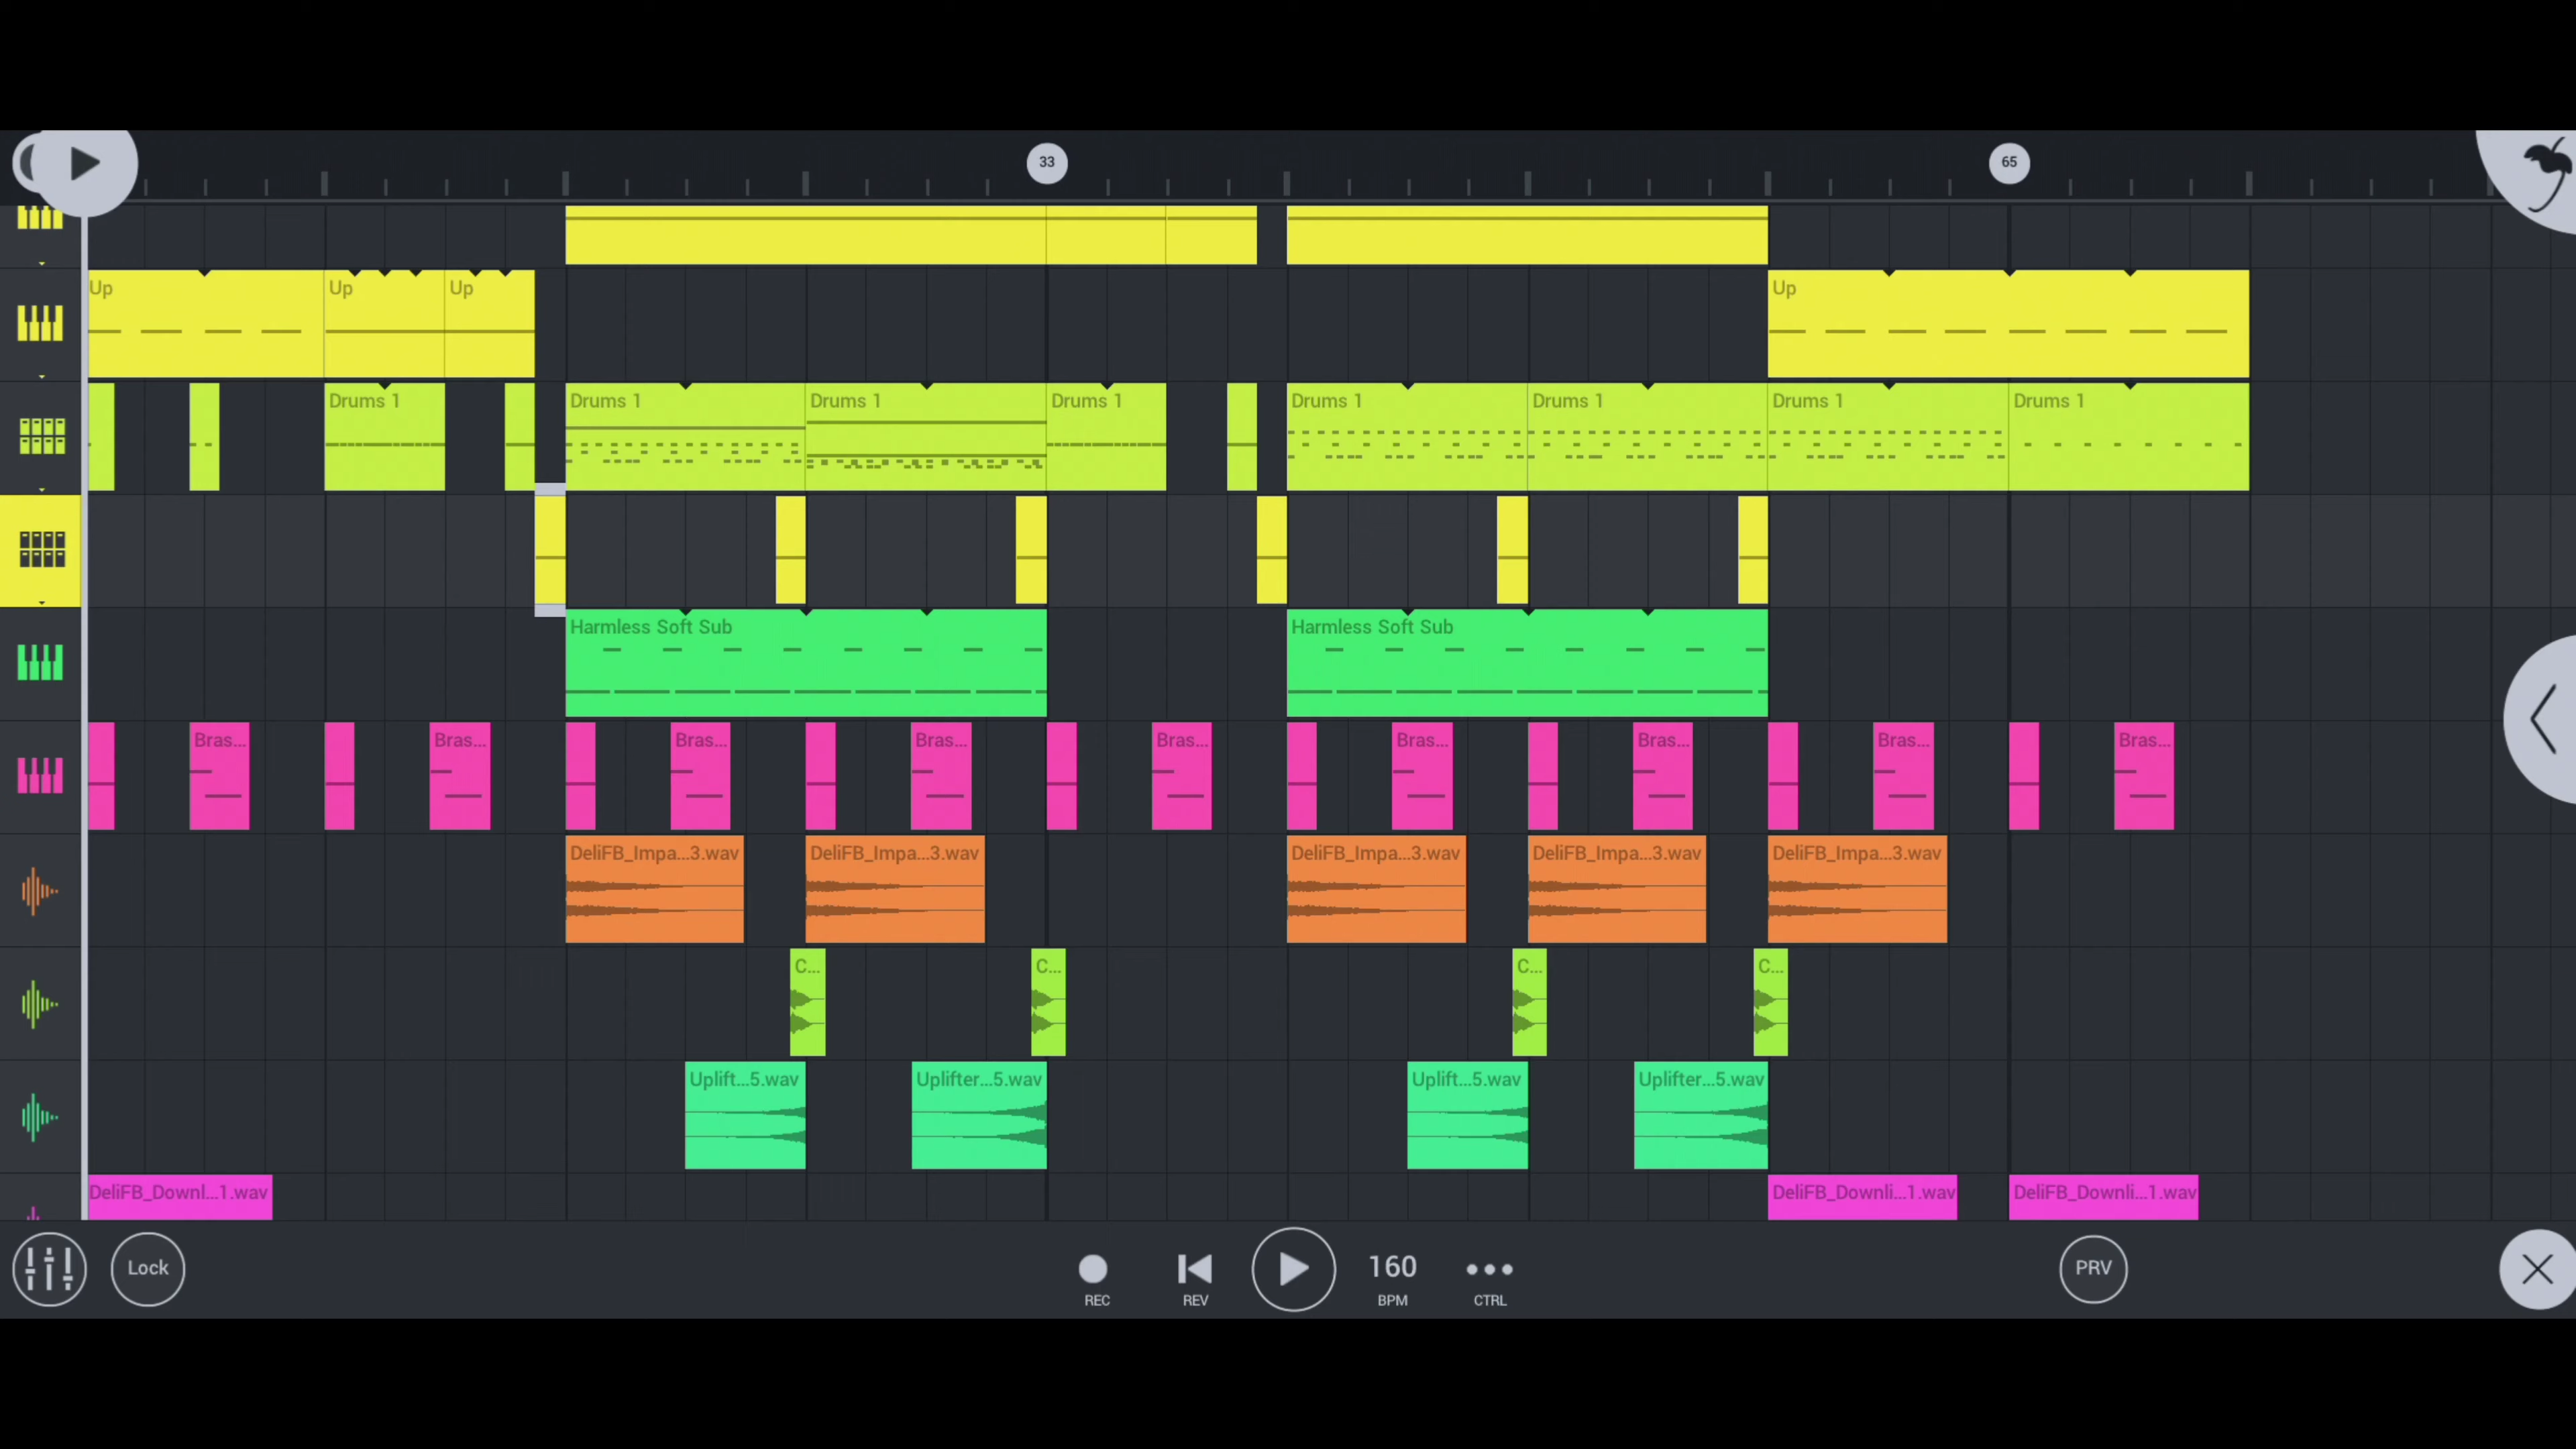 33 65
Up Up Up Up
Drums 1 Drums 1 Drums 1 Drums 1 Drums 1 Drums 1 Drums 1 Drums 1
Harmless Soft Sub Harmless Soft Sub
Bras... Bras... Bras... Bras... Bras... Bras... Bras... Bras... Bras...
DeliFB_Impa...3.wav DeliFB_Impa...3.wav DeliFB_Impa...3.wav DeliFB_Impa...3.wav DeliFB_Impa...3.wav
C... C... C... C...
Uplift...5.wav Uplifter...5.wav Uplift...5.wav Uplifter...5.wav
DeliFB_Downl...1.wav DeliFB_Downli...1.wav DeliFB_Downli...1.wav
Lock 160 PRV
REC REV BPM CTRL